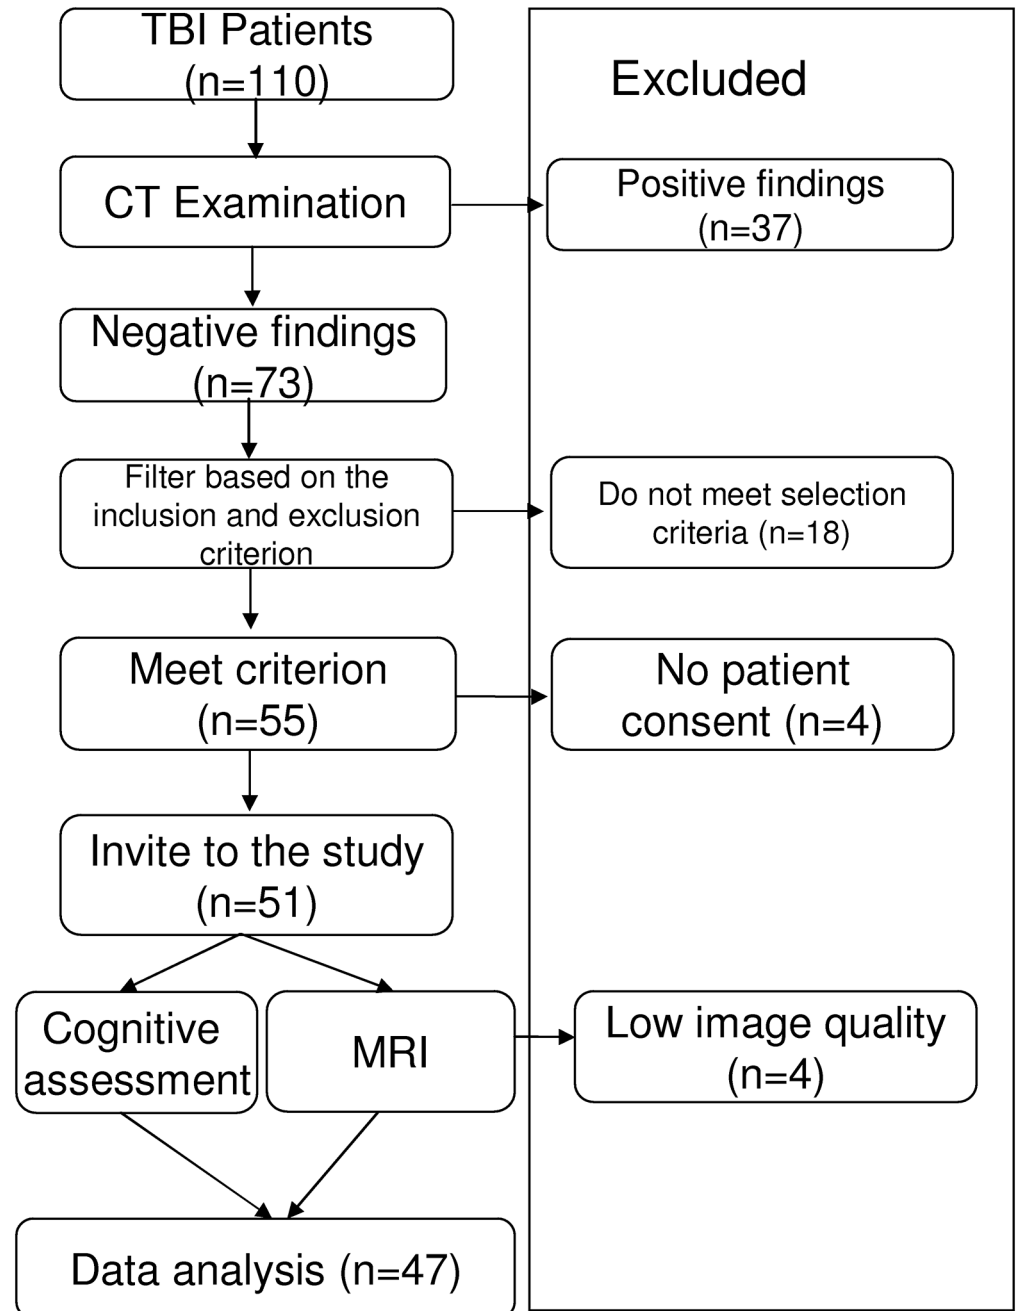 TBI Patients
(n=110)
Excluded
CT Examination
Positive findings
(n=37)
Negative findings
(n=73)
Filter based on the
inclusion and exclusion
criterion
Do not meet selection
criteria (n=18)
Meet criterion
(n=55)
No patient
consent (n=4)
Invite to the study
(n=51)
Cognitive
assessment
MRI
Low image quality
(n=4)
Data analysis (n=47)